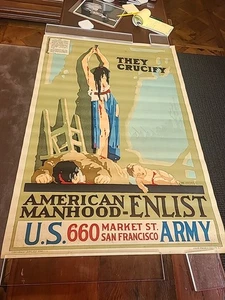 THEY
CRUCIFY
AMERICAN
MANHOOD-ENLIST
U.S. 660 MARKET ST. SAN FRANCISCO ARMY